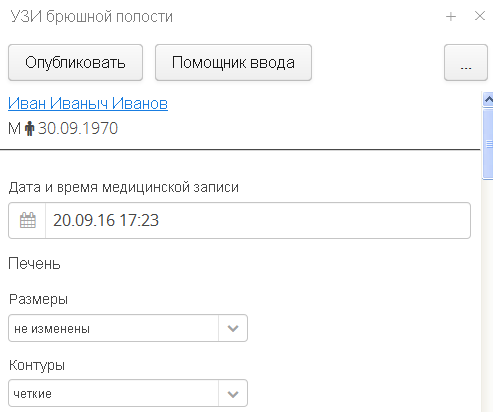 УЗИ брюшной полости
Опубликовать Помощник ввода ...
Иван Иваныч Иванов
М 30.09.1970
Дата и время медицинской записи
20.09.16 17:23
Печень
Размеры
не изменены
Контуры
четкие